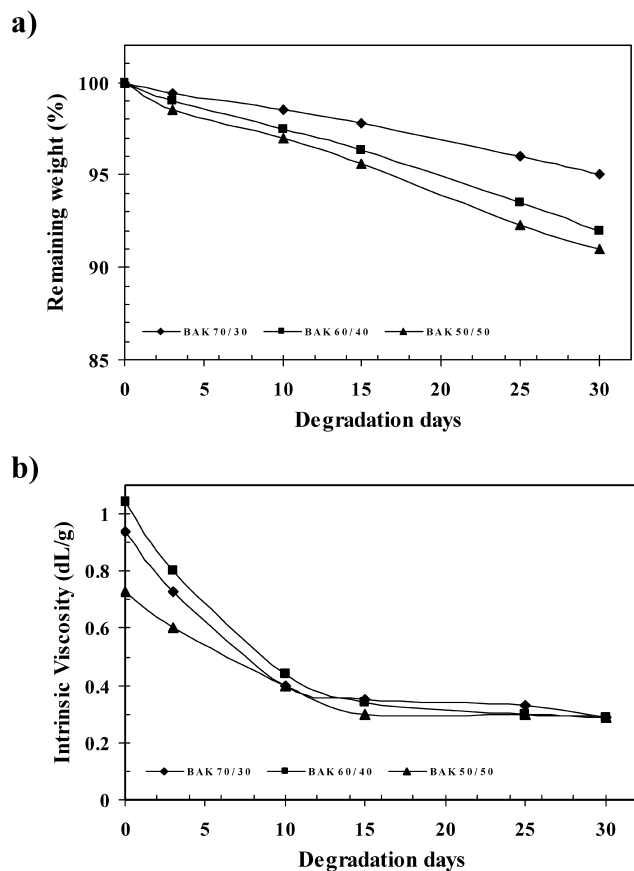 a)
Remaining weight (%)
100
95
90
85
BAK 70/30 BAK 60/40 BAK 50/50
0 5 10 15 20 25 30
Degradation days
b)
Intrinsic Viscosity (dL/g)
1
0.8
0.6
0.4
0.2
0
BAK 70/30 BAK 60/40 BAK 50/50
0 5 10 15 20 25 30
Degradation days